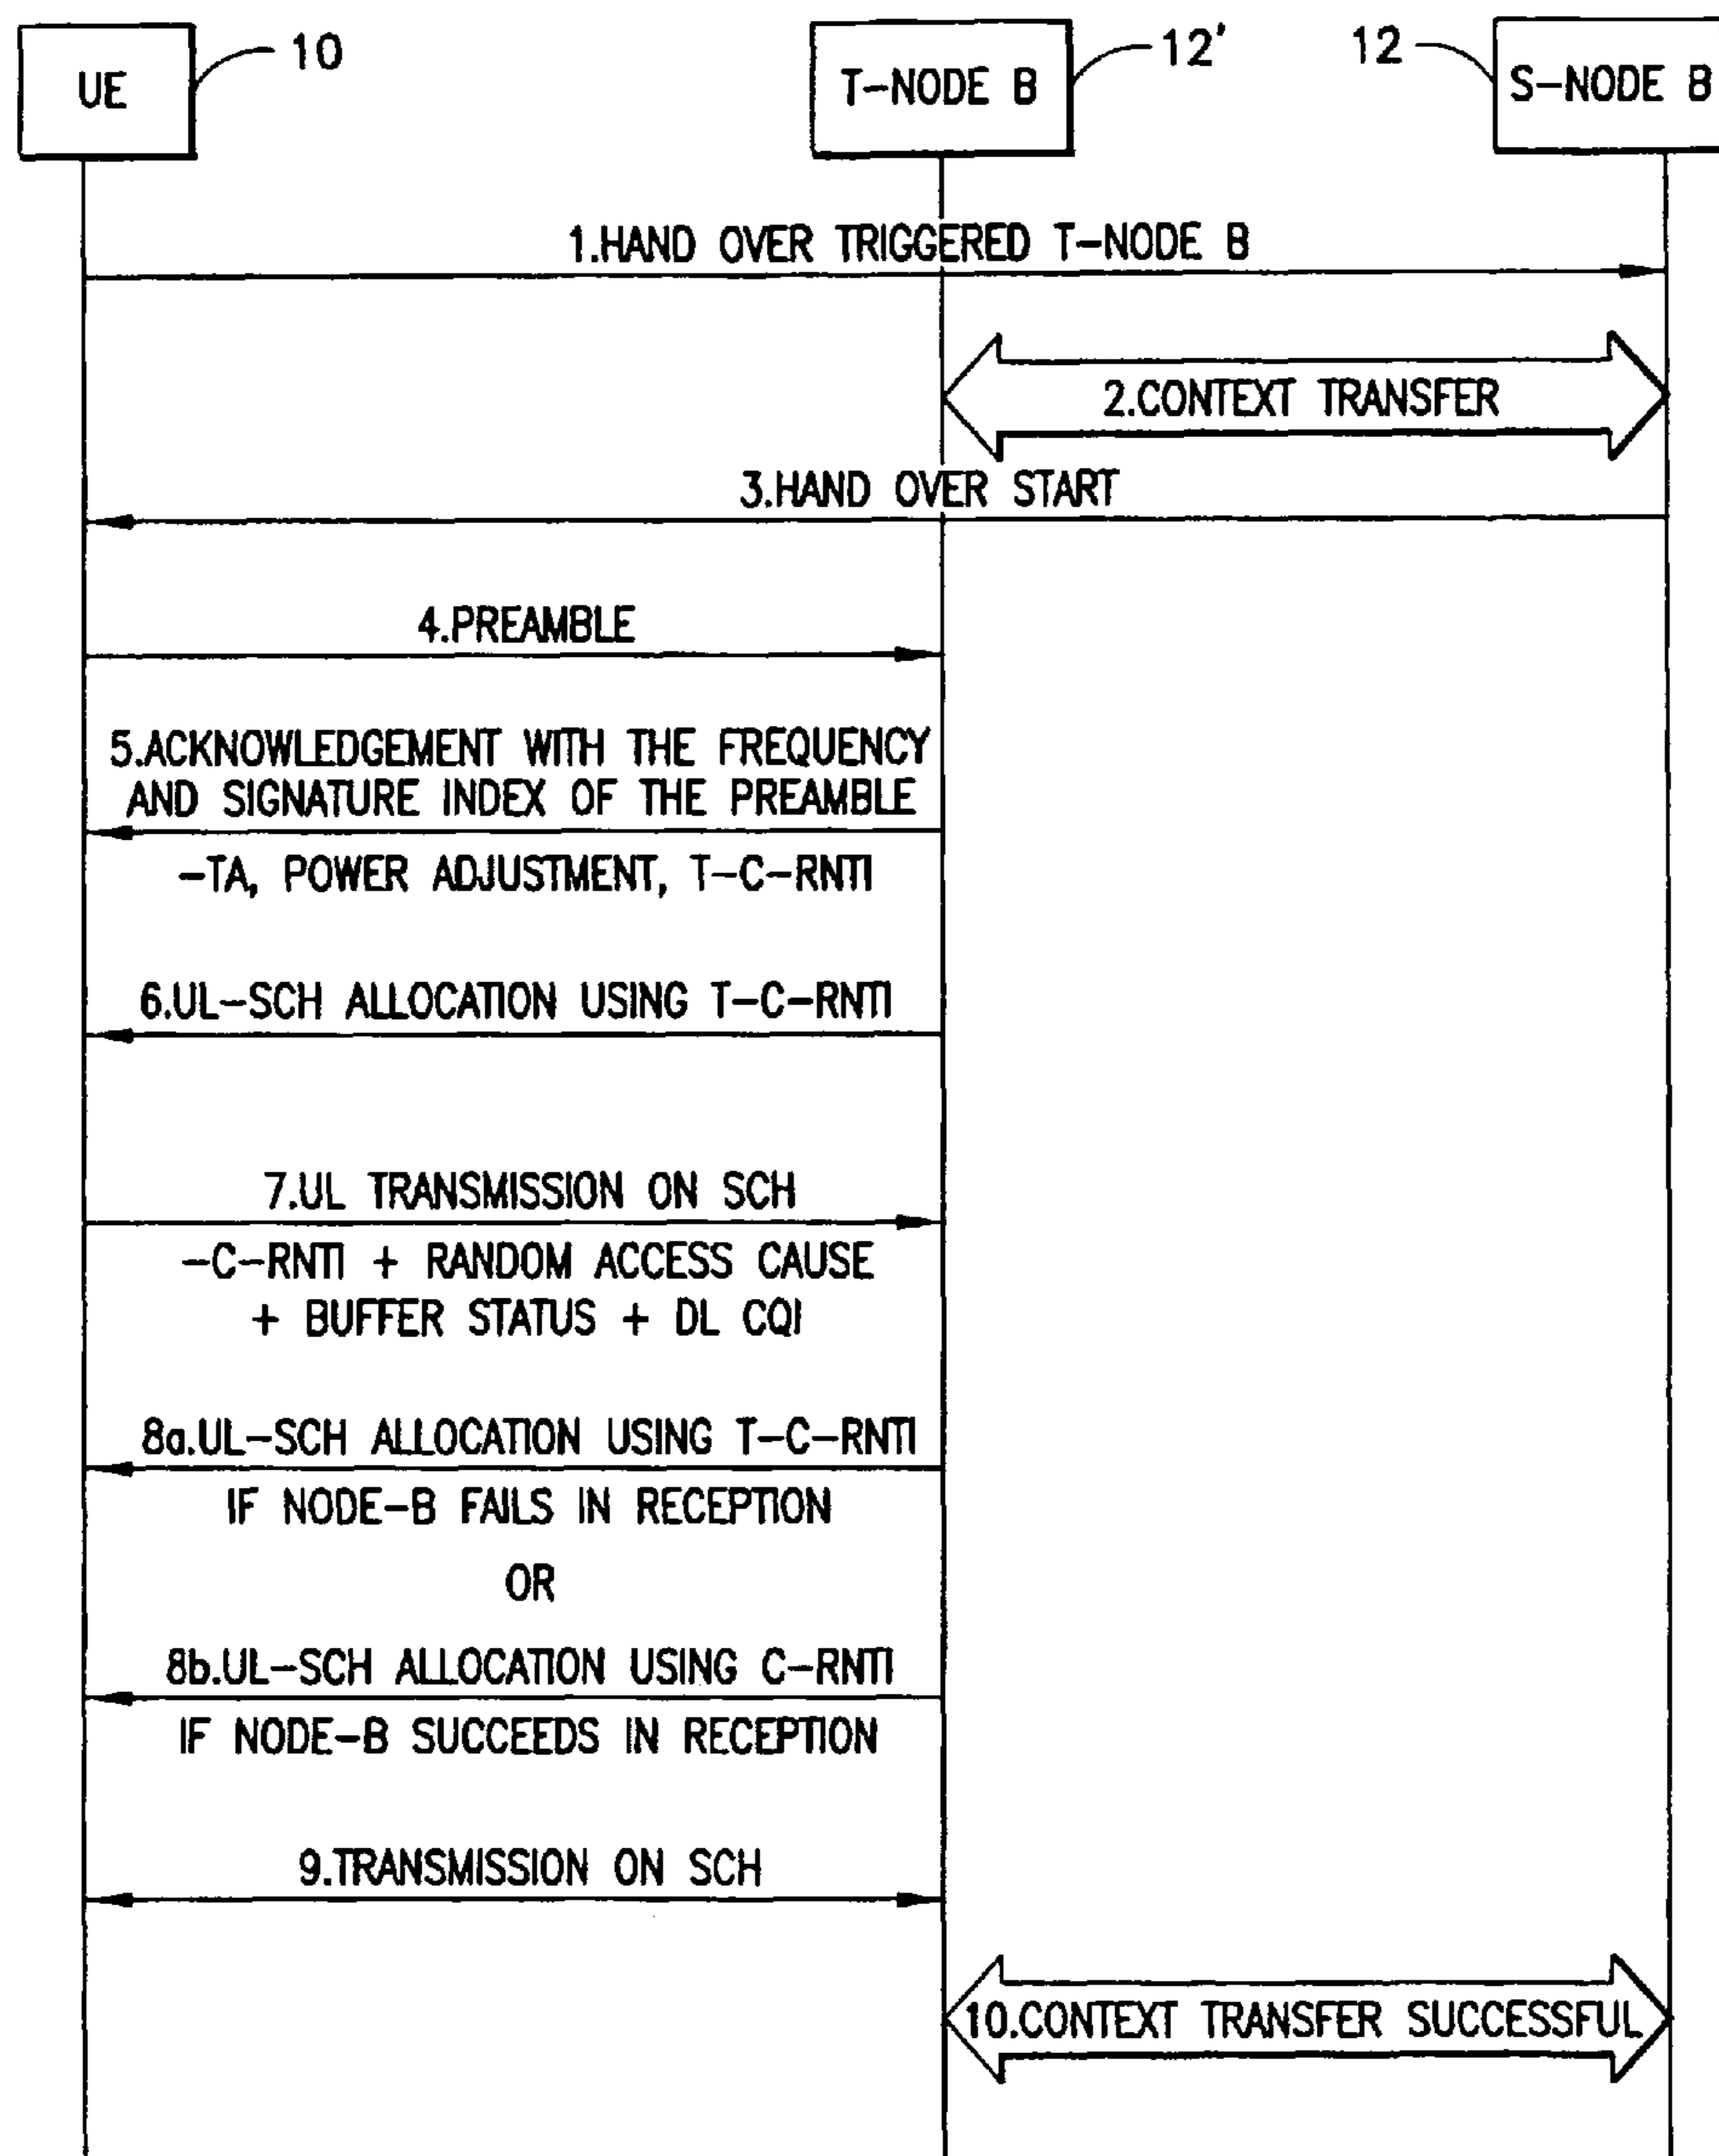 UE
10
T-NODE B
12'
12
S-NODE B
1.HAND OVER TRIGGERED T-NODE B
2.CONTEXT TRANSFER
3.HAND OVER START
4.PREAMBLE
5.ACKNOWLEDGEMENT WITH THE FREQUENCY
AND SIGNATURE INDEX OF THE PREAMBLE
-TA, POWER ADJUSTMENT, T-C-RNTI
6.UL-SCH ALLOCATION USING T-C-RNTI
7.UL TRANSMISSION ON SCH
-C-RNTI + RANDOM ACCESS CAUSE
+ BUFFER STATUS + DL CQI
8a.UL-SCH ALLOCATION USING T-C-RNTI
IF NODE-B FAILS IN RECEPTION
OR
8b.UL-SCH ALLOCATION USING C-RNTI
IF NODE-B SUCCEEDS IN RECEPTION
9.TRANSMISSION ON SCH
10.CONTEXT TRANSFER SUCCESSFUL